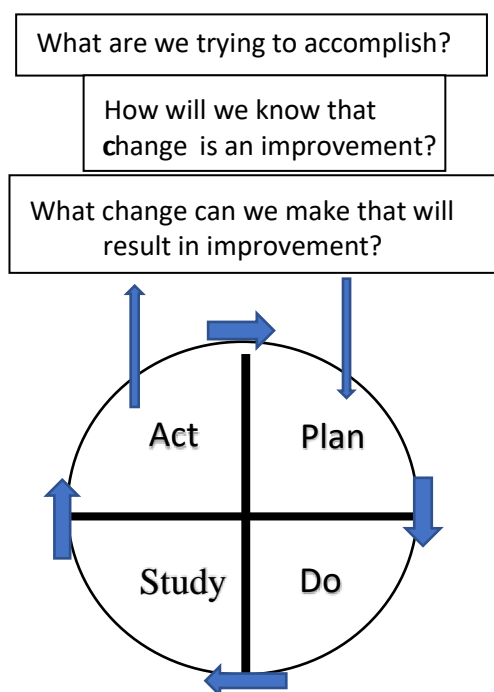 What are we trying to accomplish?
How will we know that
change is an improvement?
What change can we make that will
result in improvement?
Act
Plan
Study
Do